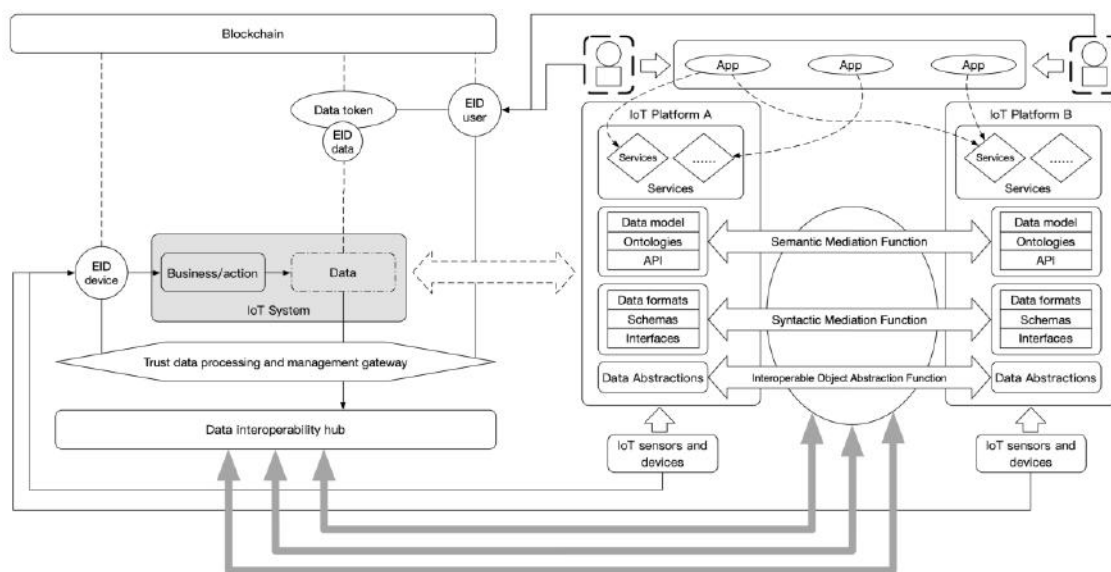 Blockchain
App
App
App
Data token
EID
user
EID
data
IoT Platform A
IoT Platform B
Services
......
Services
Services
......
Services
Data model
Ontologies
API
Semantic Mediation Function
Data model
Ontologies
API
EID
device
Business/action
Data
IoT System
Data formats
Schemas
Interfaces
Syntactic Mediation Function
Data formats
Schemas
Interfaces
Trust data processing and management gateway
Data Abstractions
Interoperable Object Abstraction Function
Data Abstractions
Data interoperability hub
IoT sensors and
devices
IoT sensors and
devices